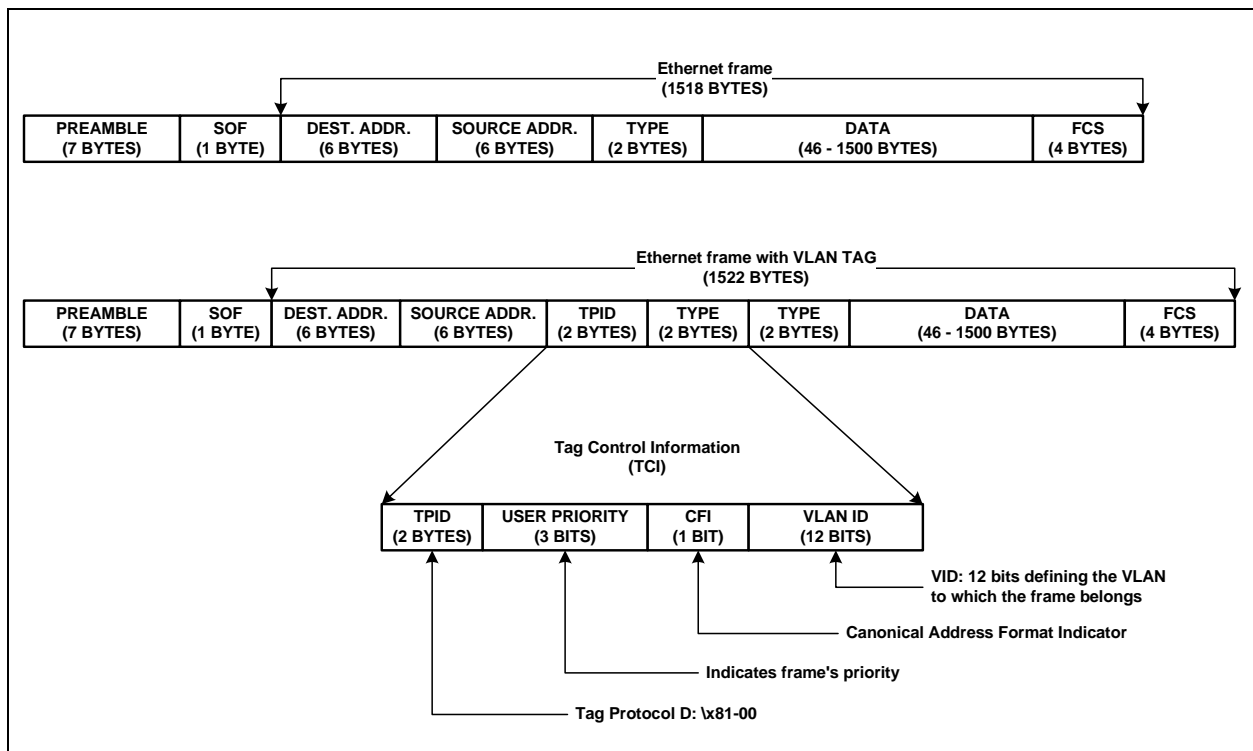 Ethernet frame
(1518 BYTES)
PREAMBLE
(7 BYTES)
SOF
(1 BYTE)
DEST. ADDR.
(6 BYTES)
SOURCE ADDR.
(6 BYTES)
TYPE
(2 BYTES)
DATA
(46 - 1500 BYTES)
FCS
(4 BYTES)
Ethernet frame with VLAN TAG
(1522 BYTES)
PREAMBLE
(7 BYTES)
SOF
(1 BYTE)
DEST. ADDR.
(6 BYTES)
SOURCE ADDR.
(6 BYTES)
TPID
(2 BYTES)
TYPE
(2 BYTES)
TYPE
(2 BYTES)
DATA
(46 - 1500 BYTES)
FCS
(4 BYTES)
Tag Control Information
(TCI)
TPID
(2 BYTES)
USER PRIORITY
(3 BITS)
CFI
(1 BIT)
VLAN ID
(12 BITS)
VID: 12 bits defining the VLAN
to which the frame belongs
Canonical Address Format Indicator
Indicates frame's priority
Tag Protocol D: \x81-00